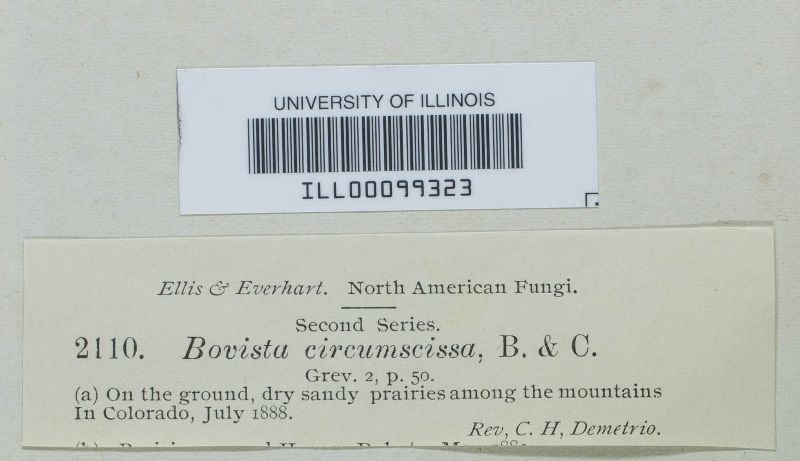 UNIVERSITY OF ILLINOIS
ILL00099323
Ellis & Everhart. North American Fungi.
Second Series.
2110. Bovista circumscissa, B. & C.
Grev. 2, p. 50.
(a) On the ground, dry sandy prairies among the mountains
In Colorado, July 1888.
Rev, C. H, Demetrio.